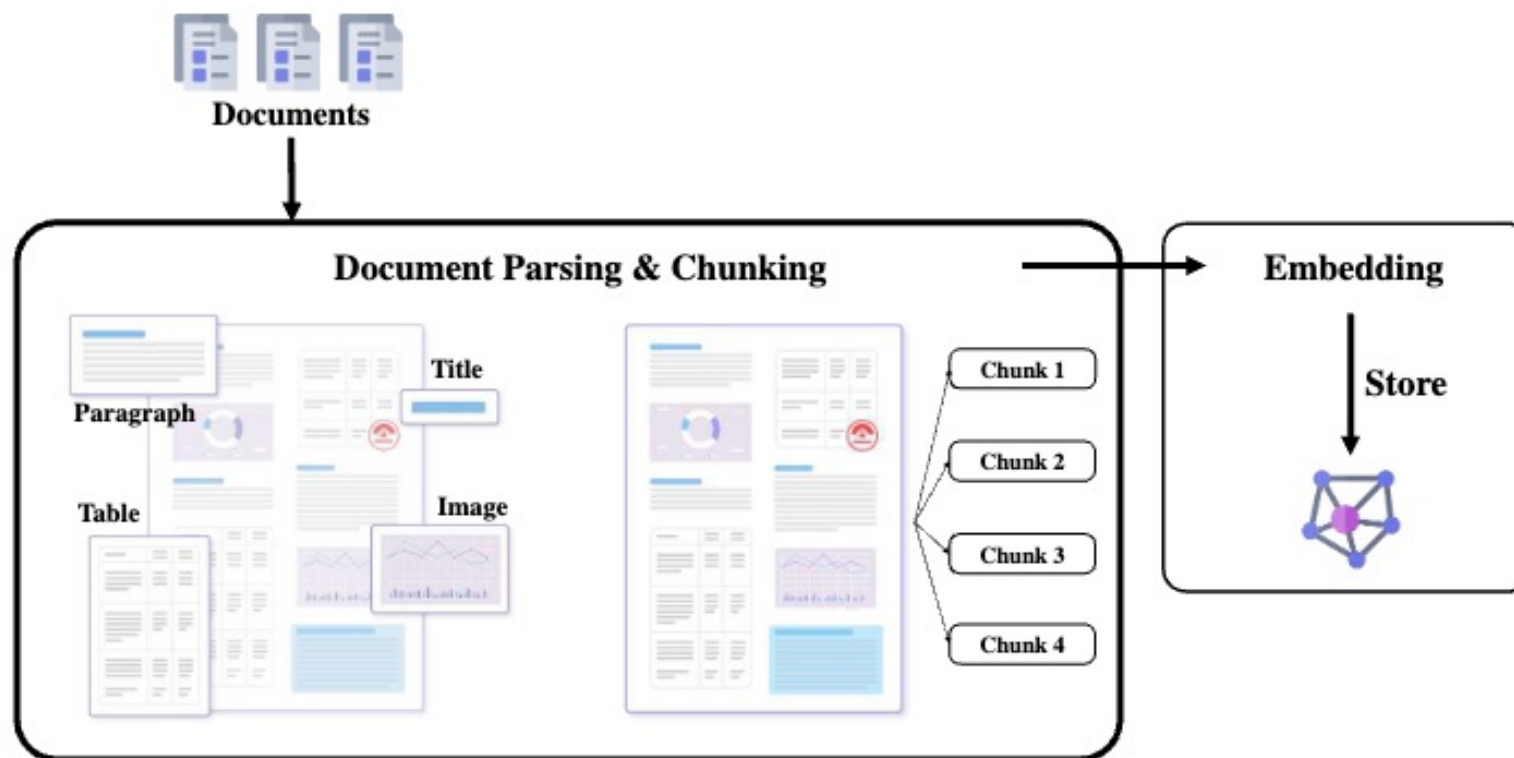 Documents
Document Parsing & Chunking
Embedding
Paragraph
Title
Table
Image
Chunk 1
Chunk 2
Chunk 3
Chunk 4
Store